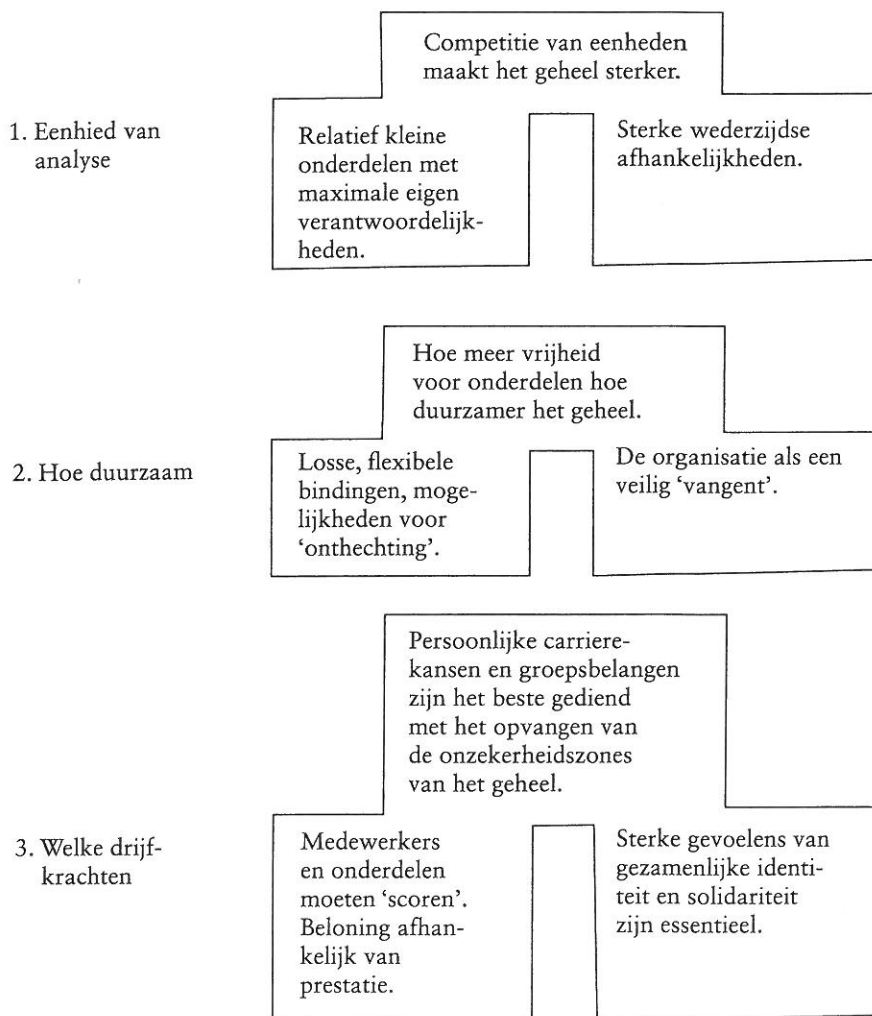 Competitie van eenheden
maakt het geheel sterker.
1. Eenhied van
analyse
Relatief kleine
onderdelen met
maximale eigen
verantwoordelijk-
heden.
Sterke wederzijdse
afhankelijkheden.
Hoe meer vrijheid
voor onderdelen hoe
duurzamer het geheel.
2. Hoe duurzaam
Losse, flexibele
bindingen, moge-
lijkheden voor
‘onthechting’.
De organisatie als een
veilig ‘vangent’.
Persoonlijke carriere-
kansen en groepsbelangen
zijn het beste gediend
met het opvangen van
de onzekerheidszones
van het geheel.
3. Welke drijf-
krachten
Medewerkers
en onderdelen
moeten ‘scoren’.
Beloning afhan-
kelijk van
prestatie.
Sterke gevoelens van
gezamenlijke identi-
teit en solidariteit
zijn essentieel.